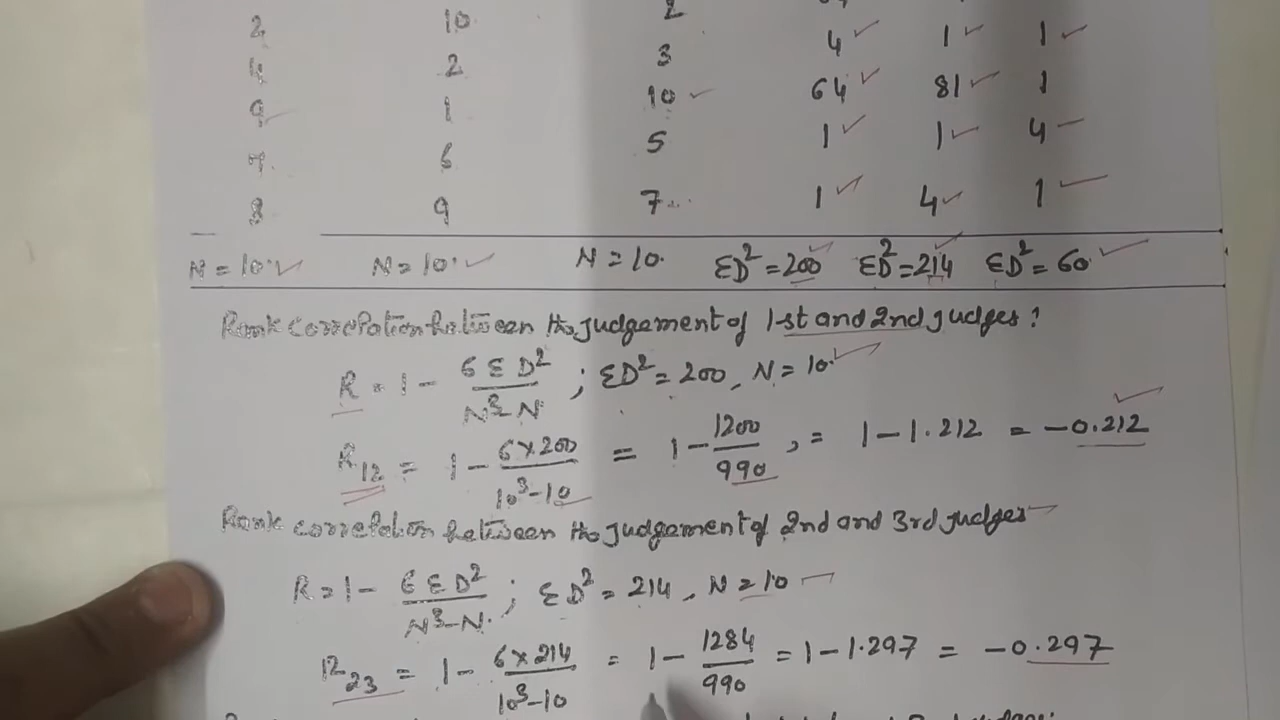 2 10 2
4 2 3 4 1 1
9 1 10 64 81 1
7 6 5 1 1 4
8 9 7 1 4 1
N = 10 N = 10 N = 10 ΣD² = 200 ΣD² = 214 ΣD² = 60
Rank correlation between the judgement of 1st and 2nd judges:
R = 1 - 6ΣD² / N³-N ; ΣD² = 200, N = 10
R₁₂ = 1 - 6×200 / 10³-10 = 1 - 1200 / 990, = 1 - 1.212 = -0.212
Rank correlation between the judgement of 2nd and 3rd judges
R = 1 - 6ΣD² / N³-N. ; ΣD² = 214, N = 10
R₂₃ = 1 - 6×214 / 10³-10 = 1 - 1284 / 990 = 1 - 1.297 = -0.297